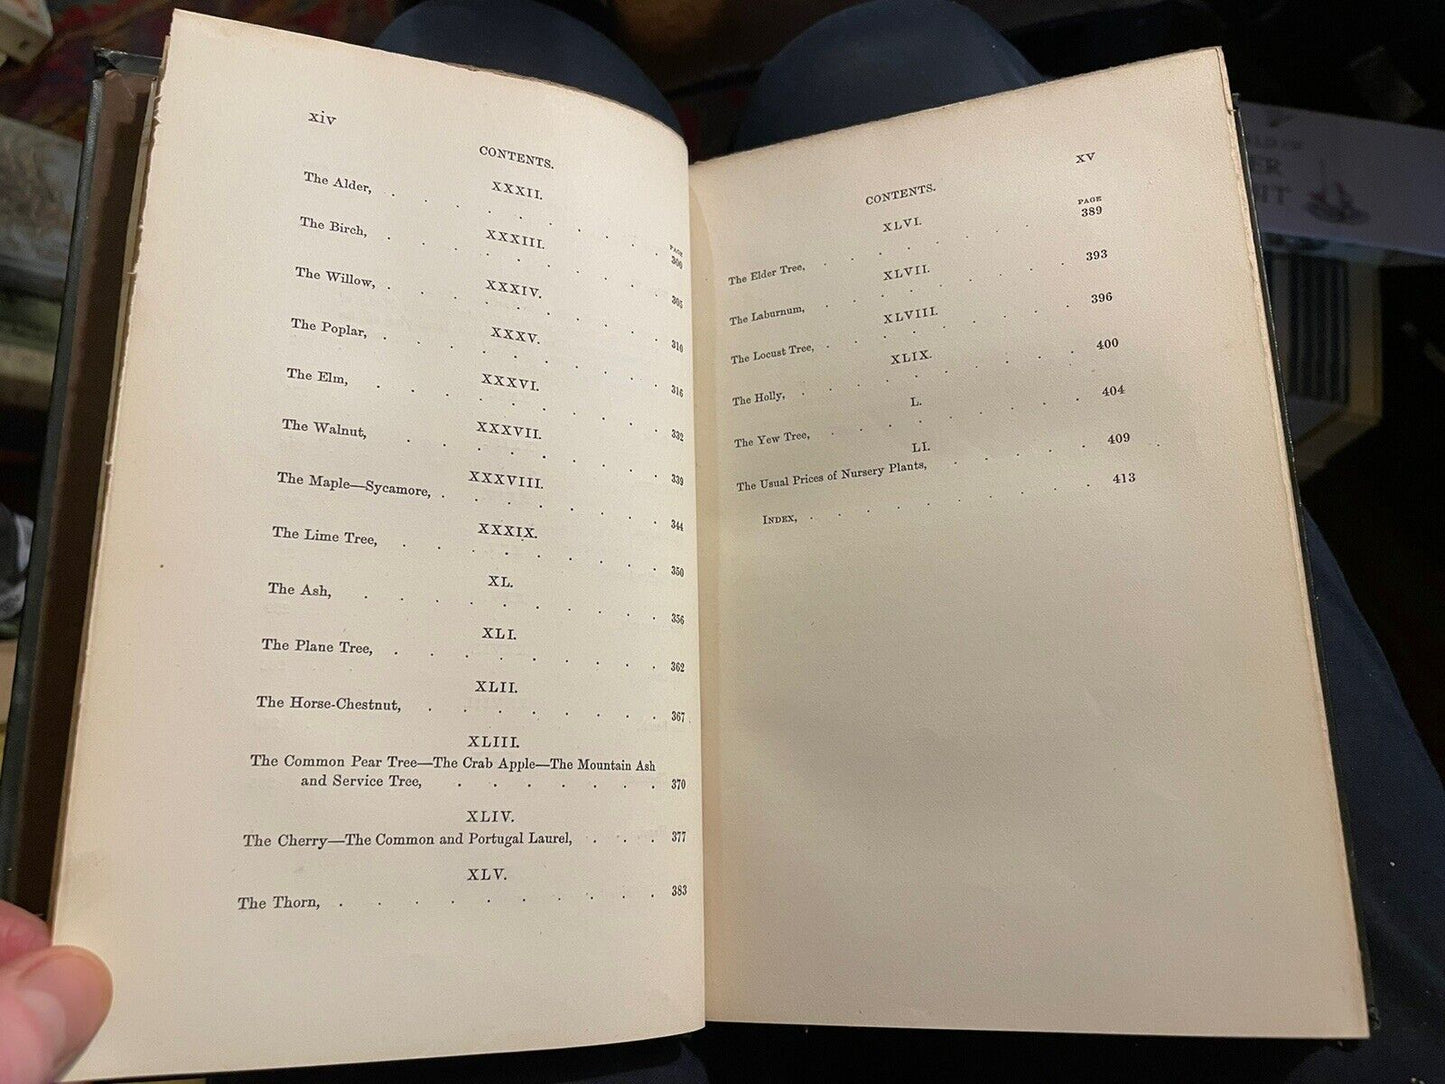 xiv
CONTENTS.
XXXII.
PAGE
The Alder, . . . . . . . . 300
XXXIII.
The Birch, . . . . . . . . 305
XXXIV.
The Willow, . . . . . . . . 310
XXXV.
The Poplar, . . . . . . . . 316
XXXVI.
The Elm, . . . . . . . . 332
XXXVII.
The Walnut, . . . . . . . . 339
XXXVIII.
The Maple—Sycamore, . . . . . . . . 344
XXXIX.
The Lime Tree, . . . . . . . . 350
XL.
The Ash, . . . . . . . . 356
XLI.
The Plane Tree, . . . . . . . . 362
XLII.
The Horse-Chestnut, . . . . . . . 367
XLIII.
The Common Pear Tree—The Crab Apple—The Mountain Ash
and Service Tree, . . . . . . . 370
XLIV.
The Cherry—The Common and Portugal Laurel, . . . 377
XLV.
The Thorn, . . . . . . . . . 383
CONTENTS. xv
XLVI.
PAGE
The Elder Tree, . . . . . . . . 389
XLVII.
The Laburnum, . . . . . . . . 393
XLVIII.
The Locust Tree, . . . . . . . . 396
XLIX.
The Holly, . . . . . . . . 400
L.
The Yew Tree, . . . . . . . . 404
LI.
The Usual Prices of Nursery Plants, . . . . . 409
INDEX, . . . . . . . . 413